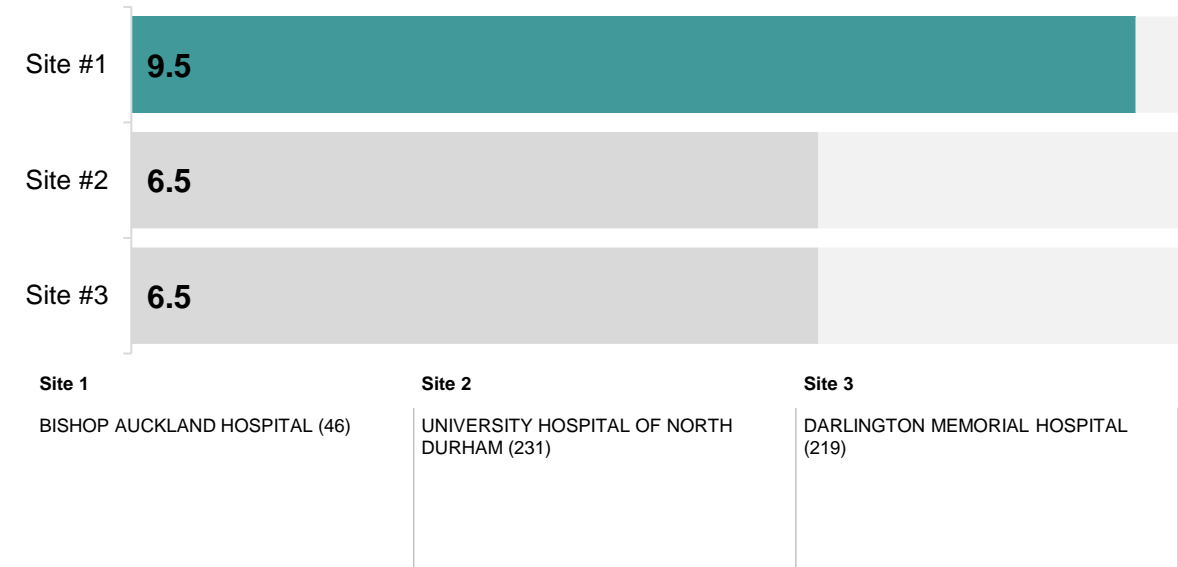 Site #1
9.5
Site #2
6.5
Site #3
6.5
Site 1
Site 2
Site 3
BISHOP AUCKLAND HOSPITAL (46)
UNIVERSITY HOSPITAL OF NORTH
DURHAM (231)
DARLINGTON MEMORIAL HOSPITAL
(219)